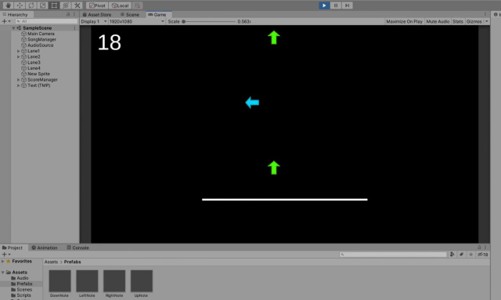 Pivot Local
Hierarchy
Asset Store Scene Game
Display 1 1920x1080 Scale 0.563x Maximize On Play Mute Audio Stats Gizmos
All
SampleScene
Main Camera
SongManager
AudioSource
Lane1
Lane2
Lane3
Lane4
New Sprite
ScoreManager
Text (TMP)
18
Project Animation Console
Favorites
Assets
Audio
Prefabs
Scenes
Scripts
Assets > Prefabs
DownNote LeftNote RightNote UpNote